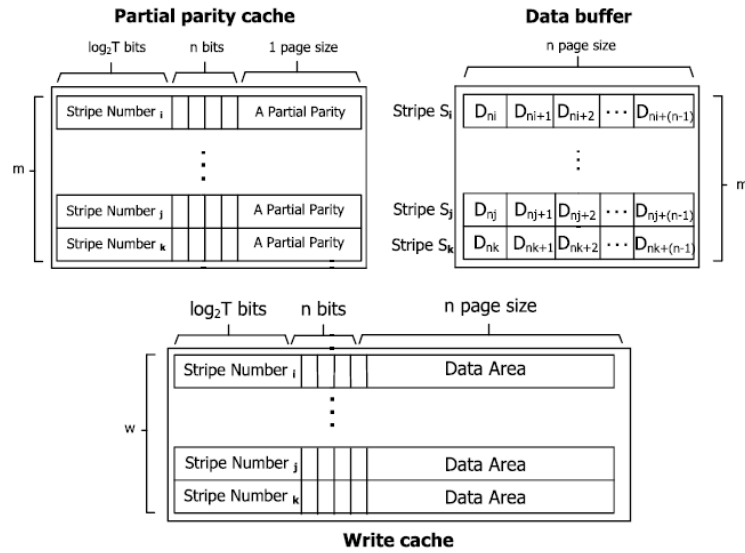 Partial parity cache
log₂T bits n bits 1 page size
m
Stripe Number i A Partial Parity
Stripe Number j A Partial Parity
Stripe Number k A Partial Parity
Data buffer
n page size
Stripe Si Dni Dni+1 Dni+2 ··· Dni+(n-1)
Stripe Sj Dnj Dnj+1 Dnj+2 ··· Dnj+(n-1)
Stripe Sk Dnk Dnk+1 Dnk+2 ··· Dnk+(n-1)
m
log₂T bits n bits n page size
w
Stripe Number i Data Area
Stripe Number j Data Area
Stripe Number k Data Area
Write cache